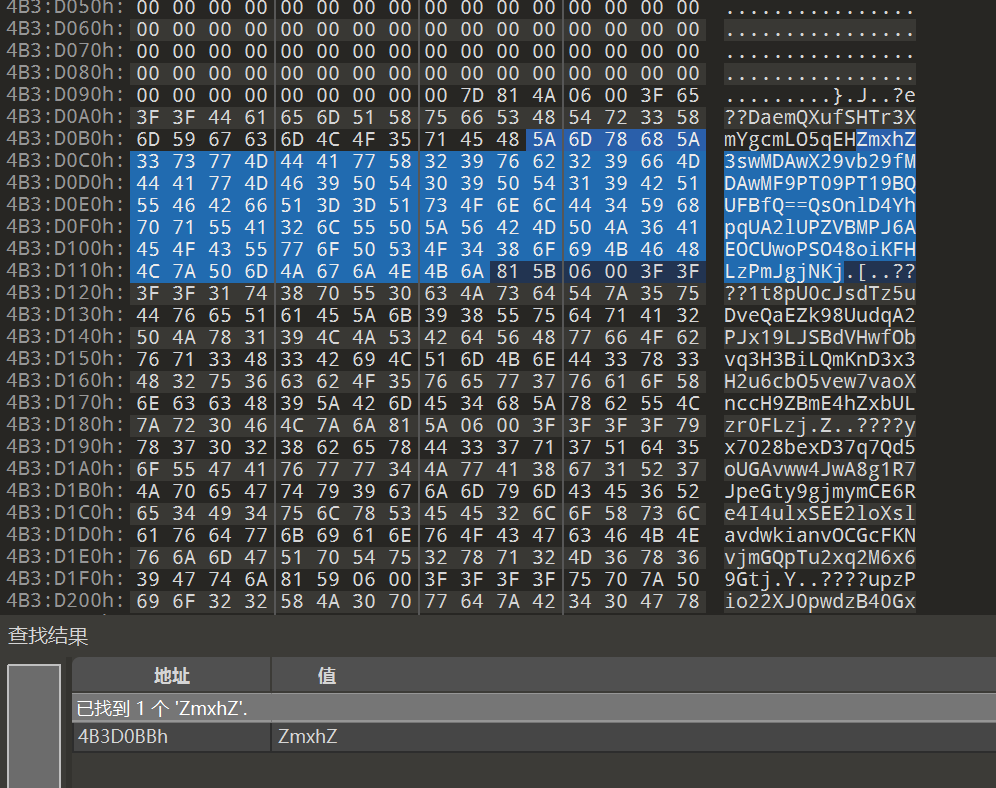 4B3:D050h: 00 00 00 00 00 00 00 00 00 00 00 00 00 00 00 00 ................
4B3:D060h: 00 00 00 00 00 00 00 00 00 00 00 00 00 00 00 00 ................
4B3:D070h: 00 00 00 00 00 00 00 00 00 00 00 00 00 00 00 00 ................
4B3:D080h: 00 00 00 00 00 00 00 00 00 00 00 00 00 00 00 00 ................
4B3:D090h: 00 00 00 00 00 00 00 00 00 7D 81 4A 06 00 3F 65 .........}.J..?e
4B3:D0A0h: 3F 3F 44 61 65 6D 51 58 75 66 53 48 54 72 33 58 ??DaemQXufSHTr3X
4B3:D0B0h: 6D 59 67 63 6D 4C 4F 35 71 45 48 5A 6D 78 68 5A mYgcmLO5qEHZmxhZ
4B3:D0C0h: 33 73 77 4D 44 41 77 58 32 39 76 62 32 39 66 4D 3swMDAwX29vb29fM
4B3:D0D0h: 44 41 77 4D 46 39 50 54 30 39 50 54 31 39 42 51 DAwMF9PT09PT19BQ
4B3:D0E0h: 55 46 42 66 51 3D 3D 51 73 4F 6E 6C 44 34 59 68 UFBfQ==QsOnlD4Yh
4B3:D0F0h: 70 71 55 41 32 6C 55 50 5A 56 42 4D 50 4A 36 41 pqUA2lUPZVBMPJ6A
4B3:D100h: 45 4F 43 55 77 6F 50 53 4F 34 38 6F 69 4B 46 48 EOCUwoPSO48oiKFH
4B3:D110h: 4C 7A 50 6D 4A 67 6A 4E 4B 6A 81 5B 06 00 3F 3F LzPmJgjNKj.[..??
4B3:D120h: 3F 3F 31 74 38 70 55 30 63 4A 73 64 54 7A 35 75 ??1t8pU0cJsdTz5u
4B3:D130h: 44 76 65 51 61 45 5A 6B 39 38 55 75 64 71 41 32 DveQaEZk98UudqA2
4B3:D140h: 50 4A 78 31 39 4C 4A 53 42 64 56 48 77 66 4F 62 PJx19LJSBdVHwfOb
4B3:D150h: 76 71 33 48 33 42 69 4C 51 6D 4B 6E 44 33 78 33 vq3H3BiLQmKnD3x3
4B3:D160h: 48 32 75 36 63 62 4F 35 76 65 77 37 76 61 6F 58 H2u6cbO5vew7vaoX
4B3:D170h: 6E 63 63 48 39 5A 42 6D 45 34 68 5A 78 62 55 4C nccH9ZBmE4hZxbUL
4B3:D180h: 7A 72 30 46 4C 7A 6A 81 5A 06 00 3F 3F 3F 3F 79 zr0FLzj.Z..????y
4B3:D190h: 78 37 30 32 38 62 65 78 44 33 37 71 37 51 64 35 x7028bexD37q7Qd5
4B3:D1A0h: 6F 55 47 41 76 77 77 34 4A 77 41 38 67 31 52 37 oUGAvww4JwA8g1R7
4B3:D1B0h: 4A 70 65 47 74 79 39 67 6A 6D 79 6D 43 45 36 52 JpeGty9gjmymCE6R
4B3:D1C0h: 65 34 49 34 75 6C 78 53 45 45 32 6C 6F 58 73 6C e4I4ulxSEE2loXsl
4B3:D1D0h: 61 76 64 77 6B 69 61 6E 76 4F 43 47 63 46 4B 4E avdwkianvOCGcFKN
4B3:D1E0h: 76 6A 6D 47 51 70 54 75 32 78 71 32 4D 36 78 36 vjmGQpTu2xq2M6x6
4B3:D1F0h: 39 47 74 6A 81 59 06 00 3F 3F 3F 3F 75 70 7A 50 9Gtj.Y..????upzP
4B3:D200h: 69 6F 32 32 58 4A 30 70 77 64 7A 42 34 30 47 78 io22XJ0pwdzB40Gx
查找结果
地址 值
已找到 1 个 'ZmxhZ'.
4B3D0BBh ZmxhZ